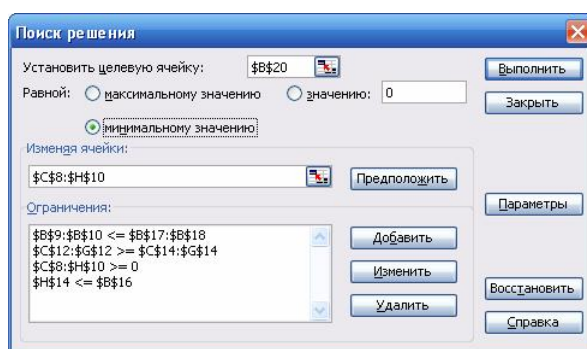 Поиск решения
Установить целевую ячейку: $B$20 Выполнить
Равной: максимальному значению значению: 0 Закрыть
минимальному значению
Изменяя ячейки:
$C$8:$H$10 Предположить
Ограничения: Параметры
$B$9:$B$10 <= $B$17:$B$18 Добавить
$C$12:$G$12 >= $C$14:$G$14
$C$8:$H$10 >= 0 Изменить
$H$14 <= $B$16 Восстановить
Удалить
Справка